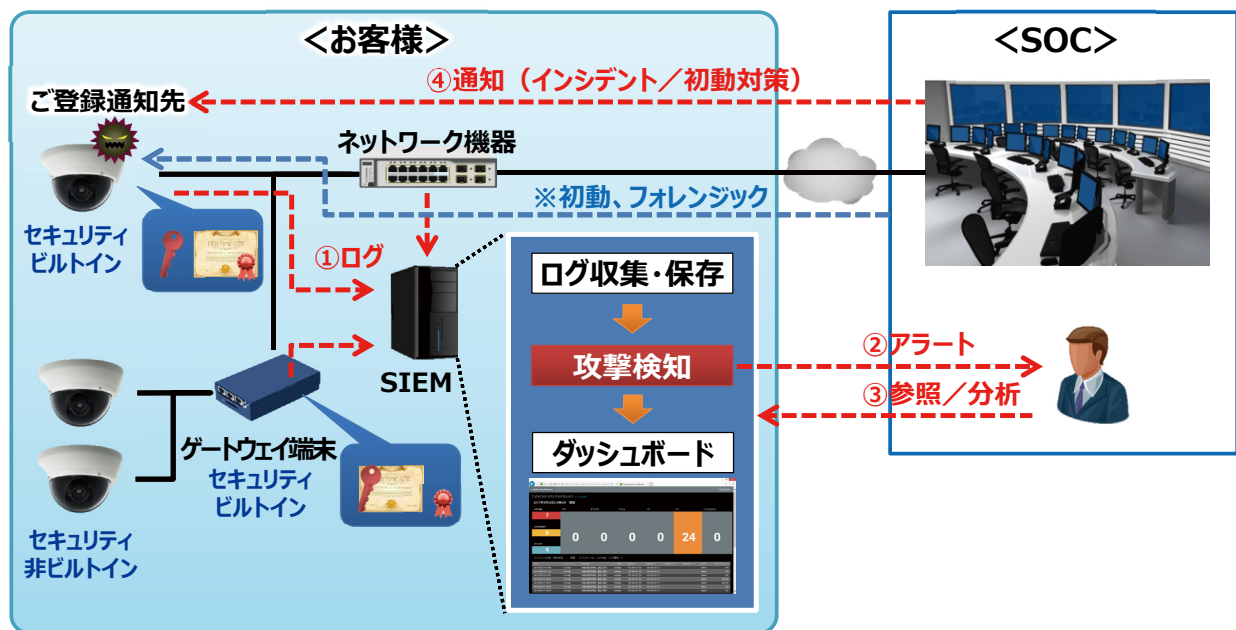 ＜お客様＞
＜SOC＞
④通知（インシデント／初動対策）
ご登録通知先
ネットワーク機器
※初動、フォレンジック
セキュリティ
ビルトイン
①ログ
ログ収集・保存
攻撃検知
②アラート
③参照／分析
SIEM
ダッシュボード
ゲートウェイ端末
セキュリティ
ビルトイン
セキュリティ
非ビルトイン
CERTIFICATE
7
0 0 0 0 24 0